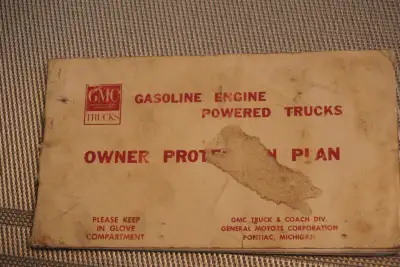 GMC
TRUCKS
GASOLINE ENGINE
POWERED TRUCKS
OWNER PROTE N PLAN
PLEASE KEEP
IN GLOVE
COMPARTMENT
GMC TRUCK & COACH DIV.
GENERAL MOTORS CORPORATION
PONTIAC, MICHIGAN